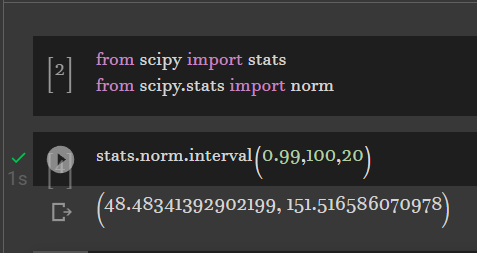 [2]
from scipy import stats
from scipy.stats import norm
stats.norm.interval(0.99,100,20)
1s
(48.48341392902199, 151.516586070978)